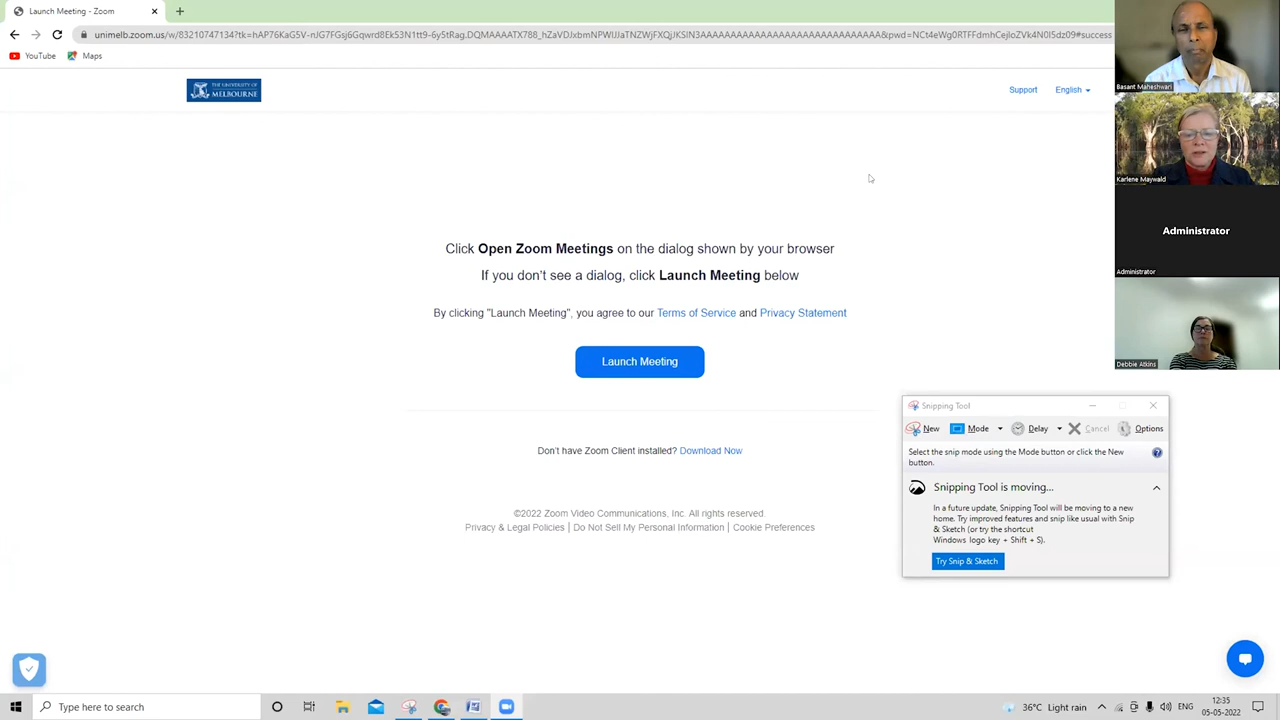 Launch Meeting - Zoom
YouTube
Maps
THE UNIVERSITY OF
MELBOURNE
Support
English
Click Open Zoom Meetings on the dialog shown by your browser
If you don't see a dialog, click Launch Meeting below
By clicking "Launch Meeting", you agree to our Terms of Service and Privacy Statement
Launch Meeting
Don't have Zoom Client installed? Download Now
©2022 Zoom Video Communications, Inc. All rights reserved.
Privacy & Legal Policies | Do Not Sell My Personal Information | Cookie Preferences
Basant Maheshwari
Karlene Maywald
Administrator
Administrator
Debbie Atkins
Snipping Tool
New
Mode
Delay
Cancel
Options
Select the snip mode using the Mode button or click the New
button.
Snipping Tool is moving...
In a future update, Snipping Tool will be moving to a new
home. Try improved features and snip like usual with Snip
& Sketch (or try the shortcut
Windows logo key + Shift + S).
Try Snip & Sketch
Type here to search
36°C Light rain
ENG
12:35
05-05-2022